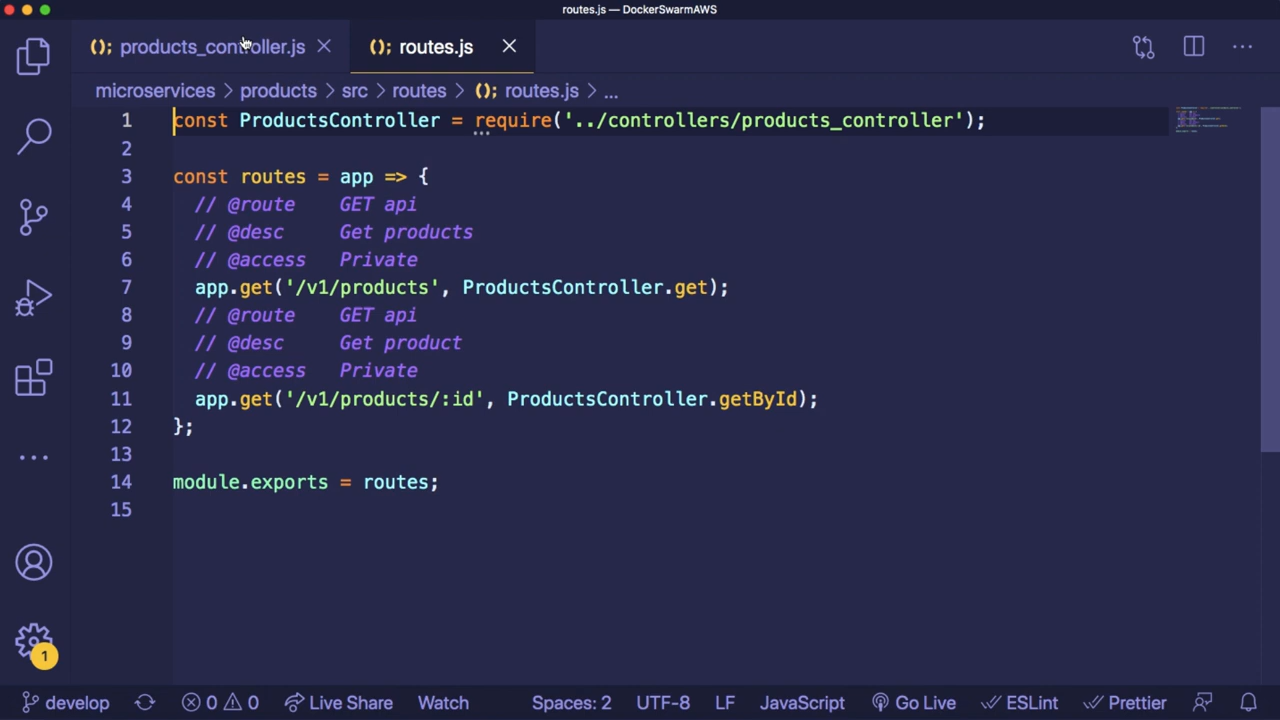 routes.js — DockerSwarmAWS
(); products_controller.js
(); routes.js
microservices > products > src > routes > (); routes.js > ...
1 const ProductsController = require('../controllers/products_controller');
2
3 const routes = app => {
4 // @route GET api
5 // @desc Get products
6 // @access Private
7 app.get('/v1/products', ProductsController.get);
8 // @route GET api
9 // @desc Get product
10 // @access Private
11 app.get('/v1/products/:id', ProductsController.getById);
12 };
13
14 module.exports = routes;
15
1
develop 0 0 Live Share Watch Spaces: 2 UTF-8 LF JavaScript Go Live ESLint Prettier